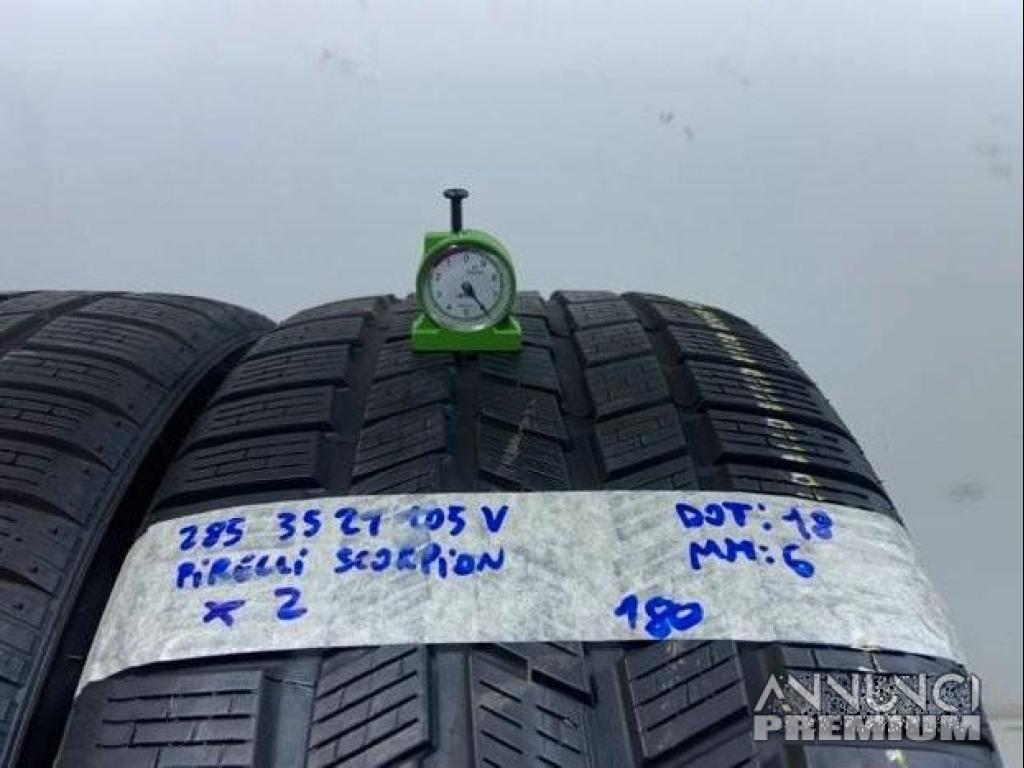 285 35 21 105 V
PiRELLi SCORPiON
x 2
DOT: 18
MM: 6
180
ANNUNCI
PREMIUM